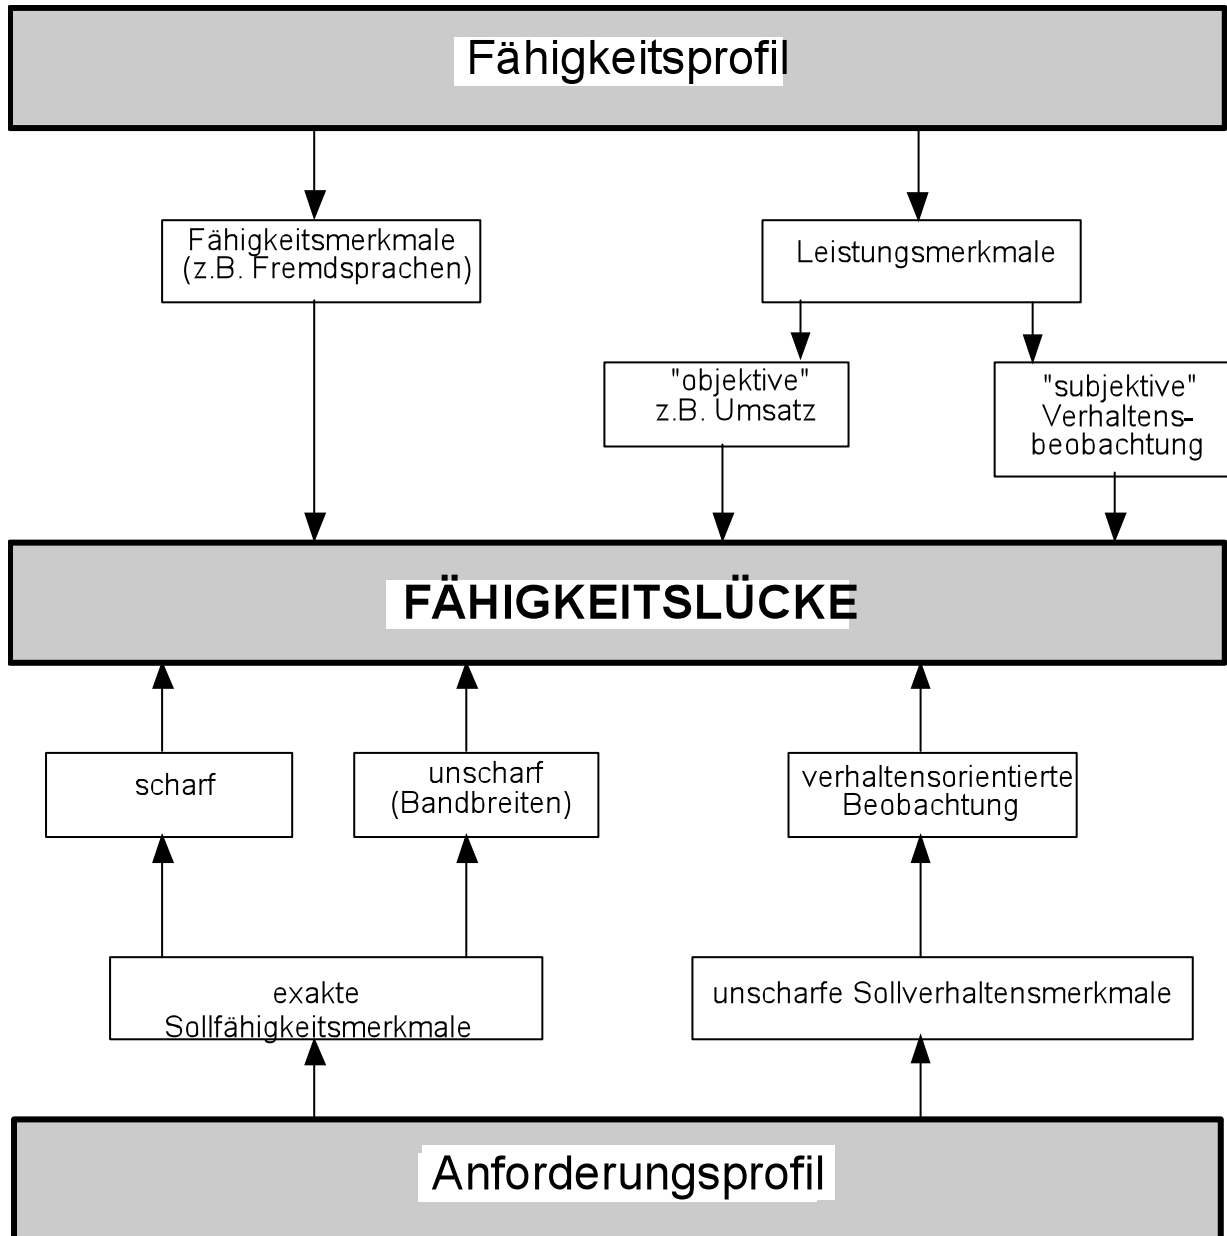 Fähigkeitsprofil
Fähigkeitsmerkmale
(z.B. Fremdsprachen)
Leistungsmerkmale
"objektive"
z.B. Umsatz
"subjektive"
Verhaltens-
beobachtung
FÄHIGKEITSLÜCKE
scharf
unscharf
(Bandbreiten)
verhaltensorientierte
Beobachtung
exakte
Sollfähigkeitsmerkmale
unscharfe Sollverhaltensmerkmale
Anforderungsprofil